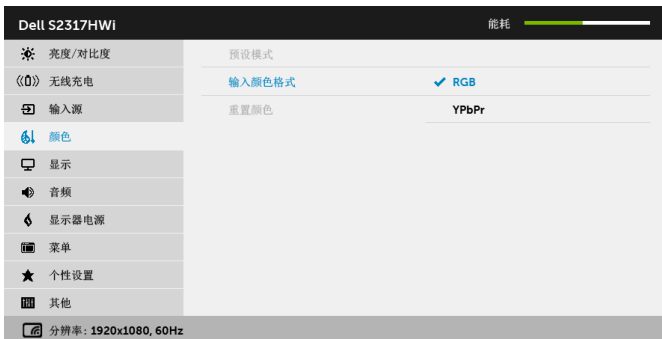 Dell S2317HWi 能耗
亮度/对比度 预设模式
无线充电 输入颜色格式 RGB
输入源 重置颜色 YPbPr
颜色
显示
音频
显示器电源
菜单
个性设置
其他
分辨率: 1920x1080, 60Hz